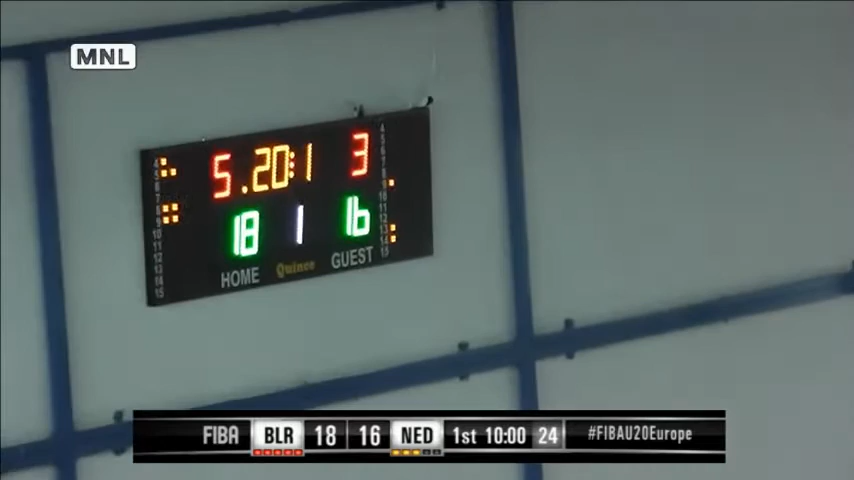 MNL
5 .20:1 3
18 1 16
HOME Quince GUEST
FIBA BLR 18 16 NED 1st 10:00 24 #FIBAU20Europe